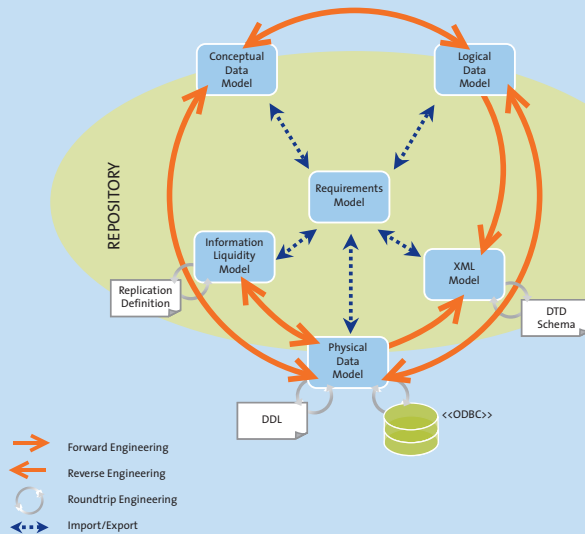 Conceptual
Data
Model
Logical
Data
Model
REPOSITORY
Requirements
Model
Information
Liquidity
Model
XML
Model
Replication
Definition
DTD
Schema
Physical
Data
Model
DDL
<<ODBC>>
Forward Engineering
Reverse Engineering
Roundtrip Engineering
Import/Export